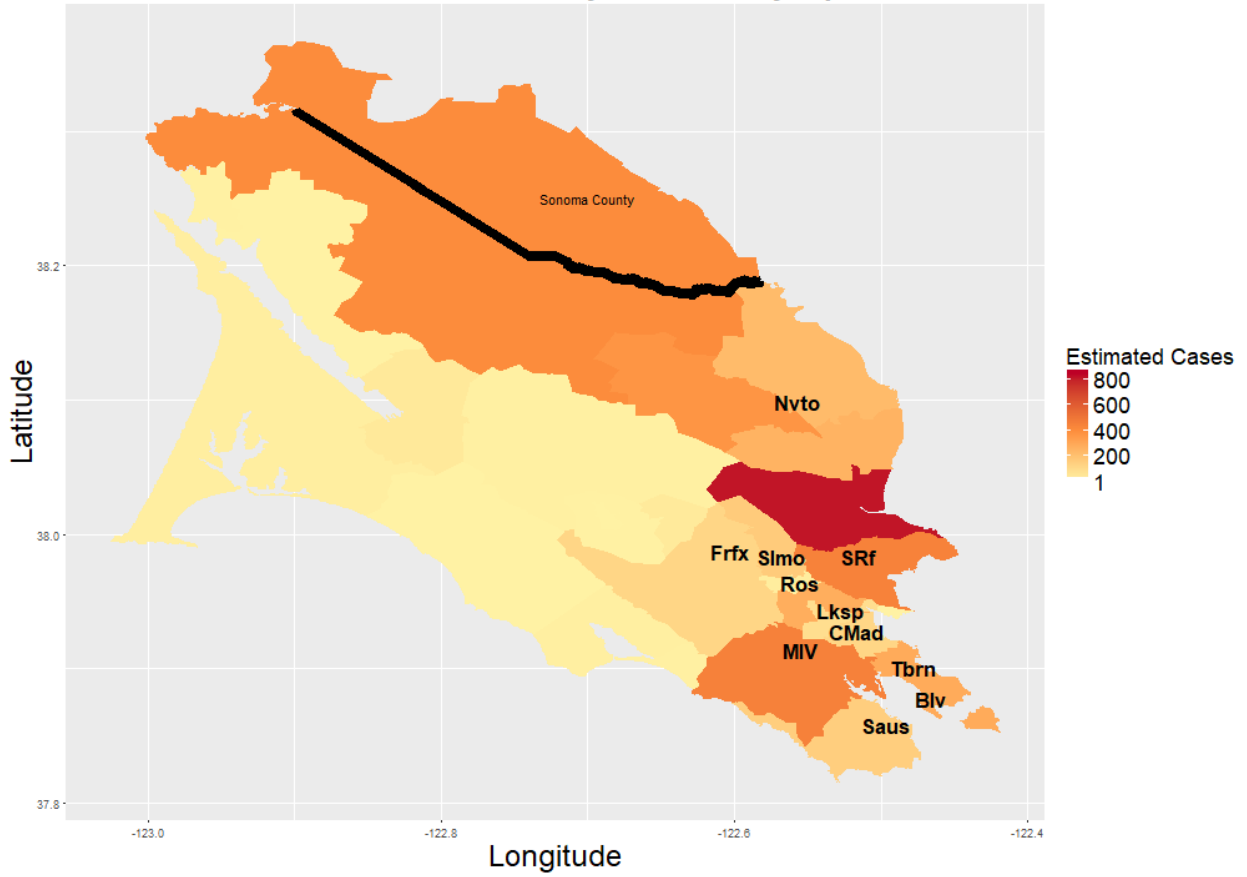 Sonoma County
38.2
Latitude
Estimated Cases
800
600
400
200
1
Nvto
38.0
Frfx
Slmo
SRf
Ros
Lksp
CMad
MlV
Tbrn
Blv
Saus
37.8
-123.0
-122.8
-122.6
-122.4
Longitude